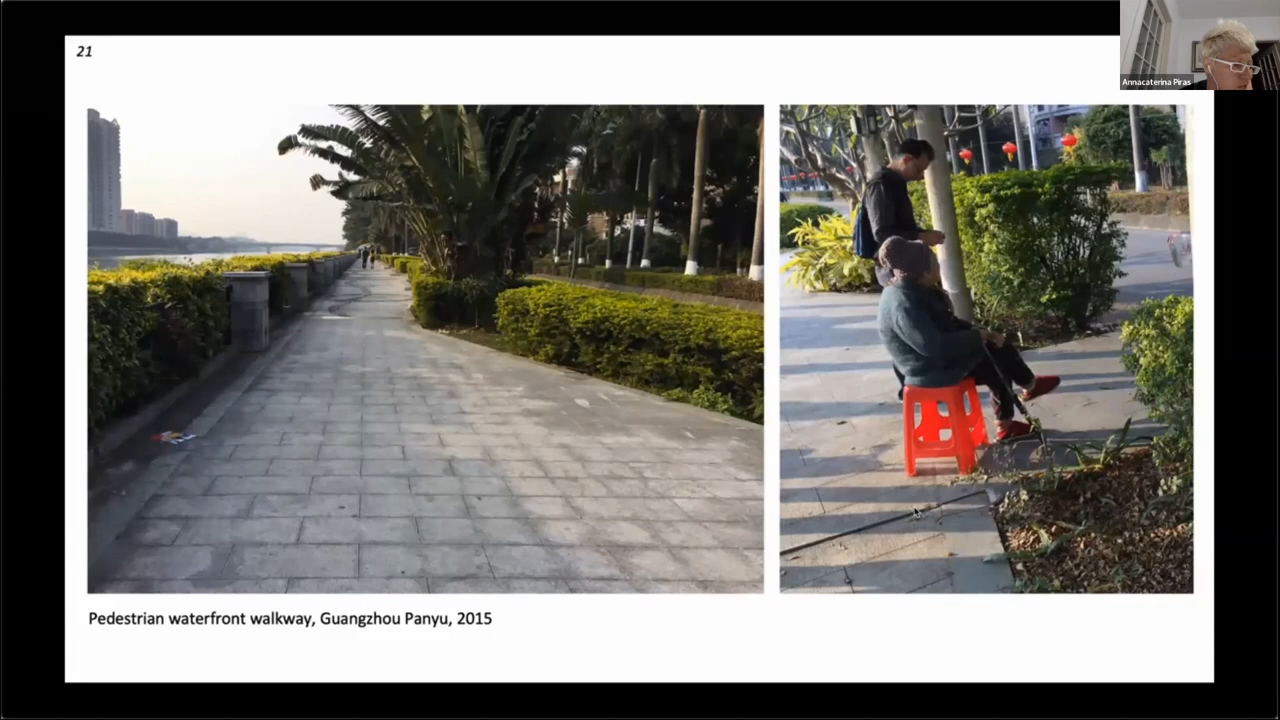 21
Annacaterina Piras
Pedestrian waterfront walkway, Guangzhou Panyu, 2015